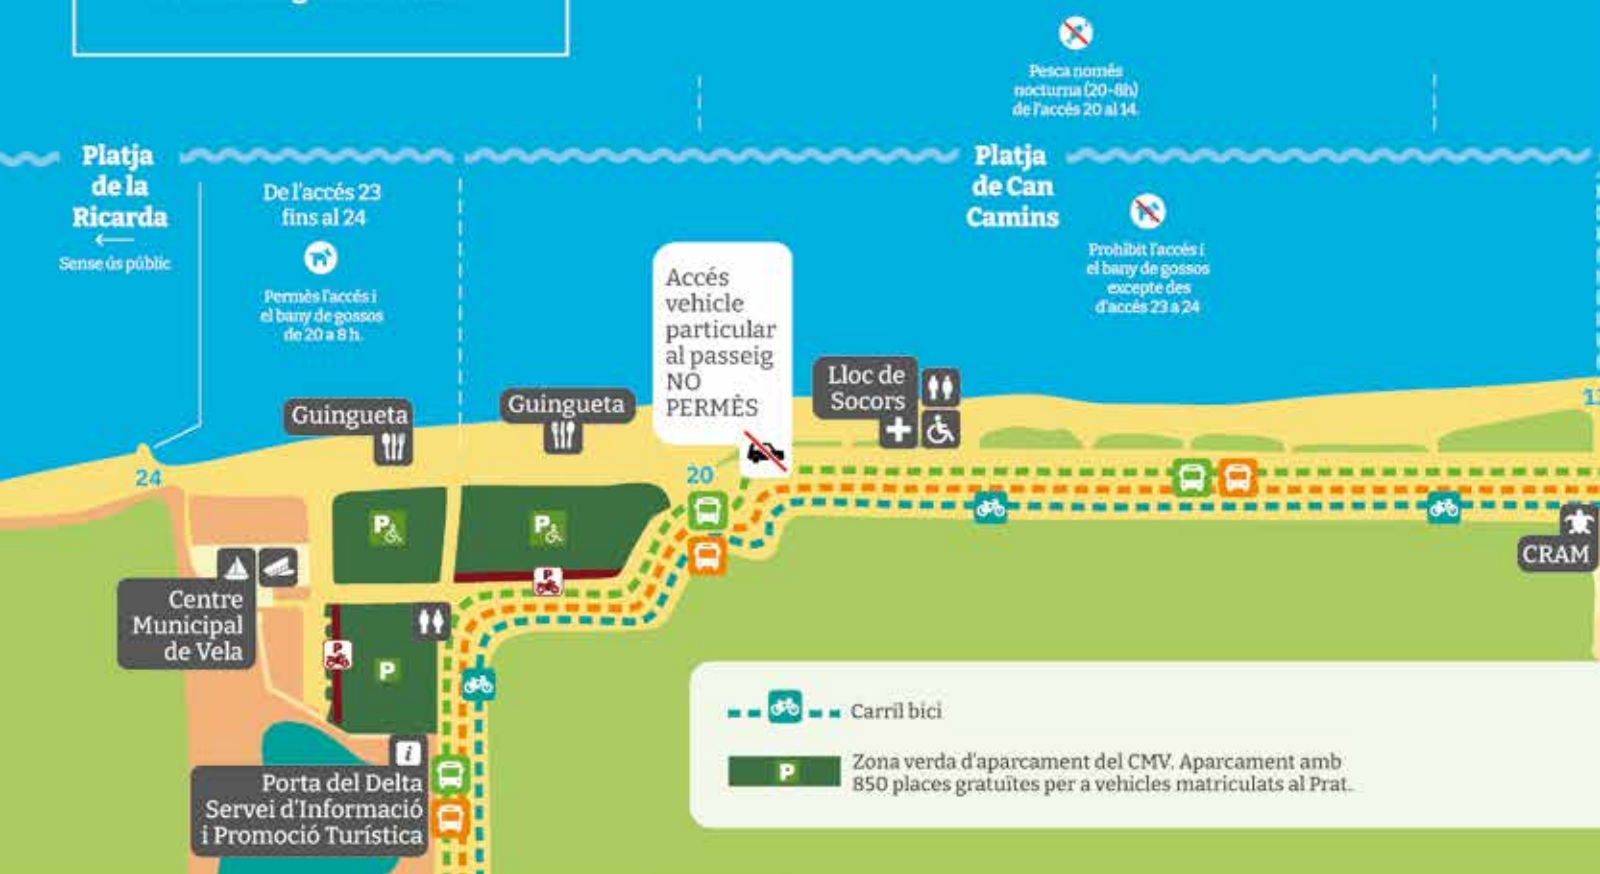 Pesca només
nocturna (20-8h)
de l'accés 20 al 14.
Platja
de la
Ricarda
Sense ús públic
De l'accés 23
fins al 24
Permès l'accés i
el bany de gossos
de 20 a 8 h.
Platja
de Can
Camins
Prohibit l'accés i
el bany de gossos
excepte des
d'accés 23 a 24
Accés
vehicle
particular
al passeig
NO
PERMÈS
Lloc de
Socors
Guingueta
Guingueta
24
20
P
P
P
P
P
CRAM
Centre
Municipal
de Vela
i
Porta del Delta
Servei d'Informació
i Promoció Turística
Carril bici
P
Zona verda d'aparcament del CMV. Aparcament amb
850 places gratuïtes per a vehicles matriculats al Prat.